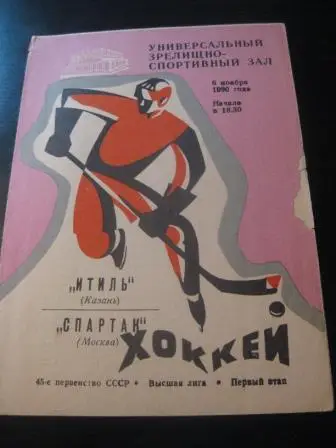 УНИВЕРСАЛЬНЫЙ
ЗРЕЛИЩНО-
СПОРТИВНЫЙ ЗАЛ
6 ноября
1990 года
Начало
в 18.30
„ИТИЛЬ"
(Казань)
„СПАРТАК"
(Москва)
ХОККЕЙ
45-е первенство СССР • Высшая лига • Первый этап